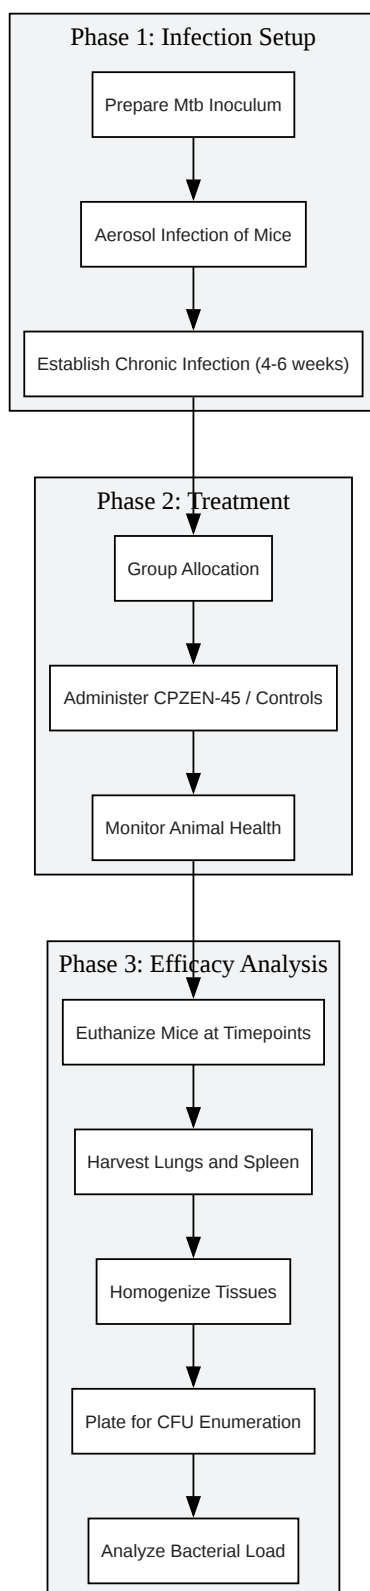 Phase 1: Infection Setup
Prepare Mtb Inoculum
Aerosol Infection of Mice
Establish Chronic Infection (4-6 weeks)
Phase 2: Treatment
Group Allocation
Administer CPZEN-45 / Controls
Monitor Animal Health
Phase 3: Efficacy Analysis
Euthanize Mice at Timepoints
Harvest Lungs and Spleen
Homogenize Tissues
Plate for CFU Enumeration
Analyze Bacterial Load